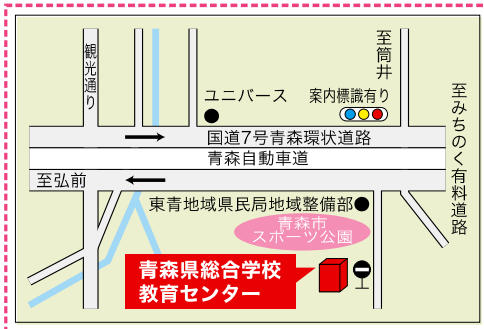 観光通り
至筒井
ユニバース
案内標識有り
至みちのく有料道路
国道7号青森環状道路
青森自動車道
至弘前
東青地域県民局地域整備部
青森市
スポーツ公園
青森県総合学校
教育センター